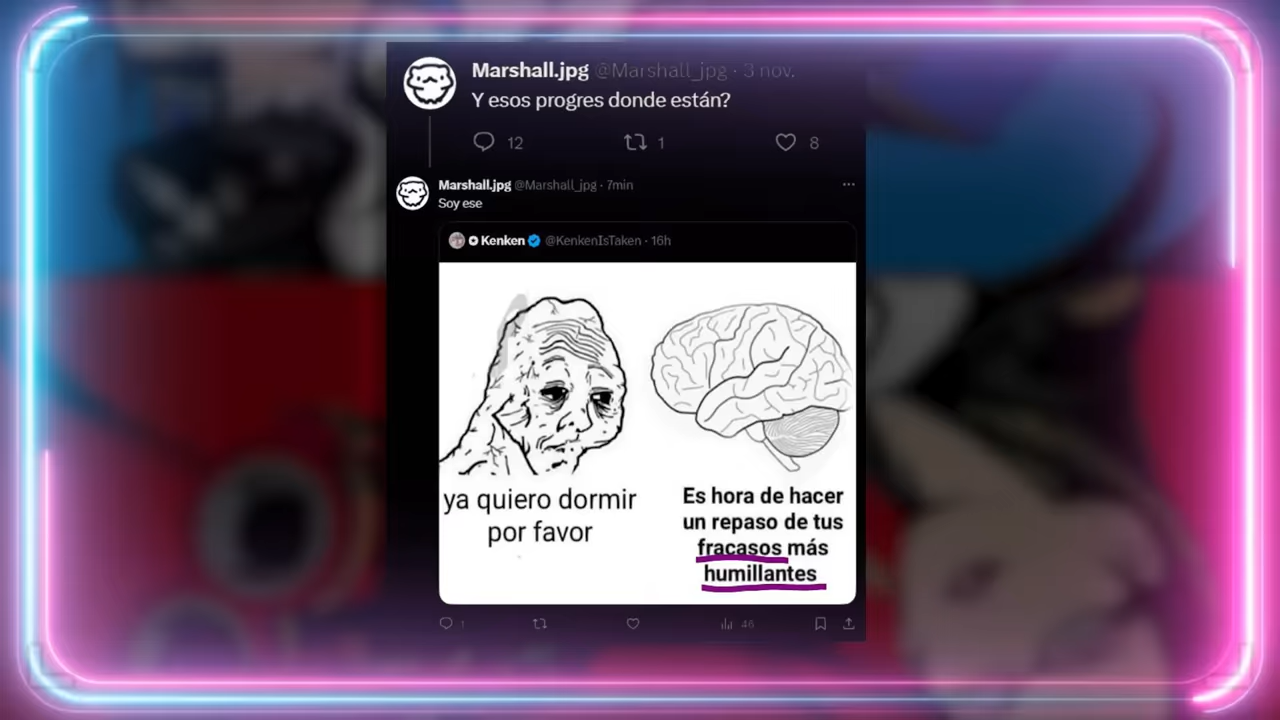 Marshall.jpg @Marshall_jpg · 3 nov.
Y esos progres donde están?
12 1 8
Marshall.jpg @Marshall_jpg · 7min
Soy ese
Kenken @KenkenIsTaken · 16h
ya quiero dormir
por favor
Es hora de hacer
un repaso de tus
fracasos más
humillantes
1 46